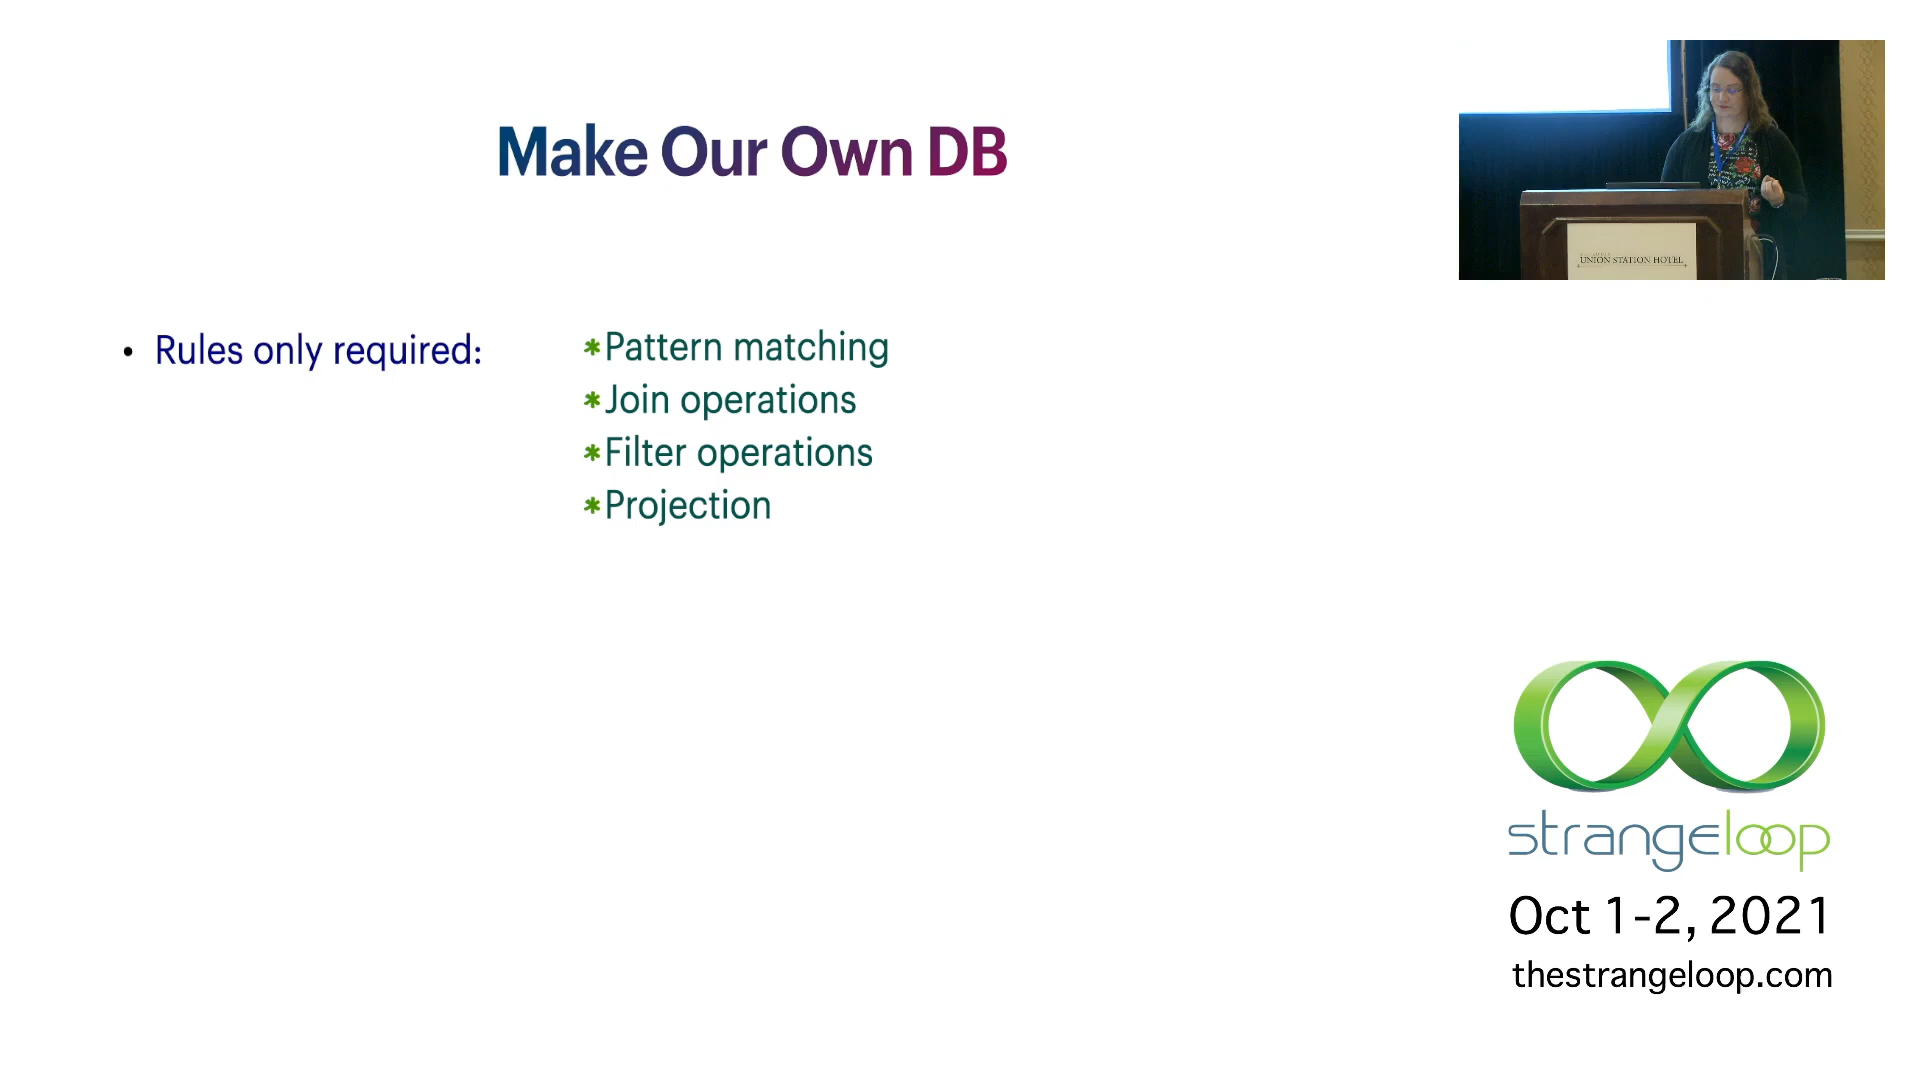 Make Our Own DB
UNION STATION HOTEL
• Rules only required:
*Pattern matching
*Join operations
*Filter operations
*Projection
strangeloop
Oct 1-2, 2021
thestrangeloop.com